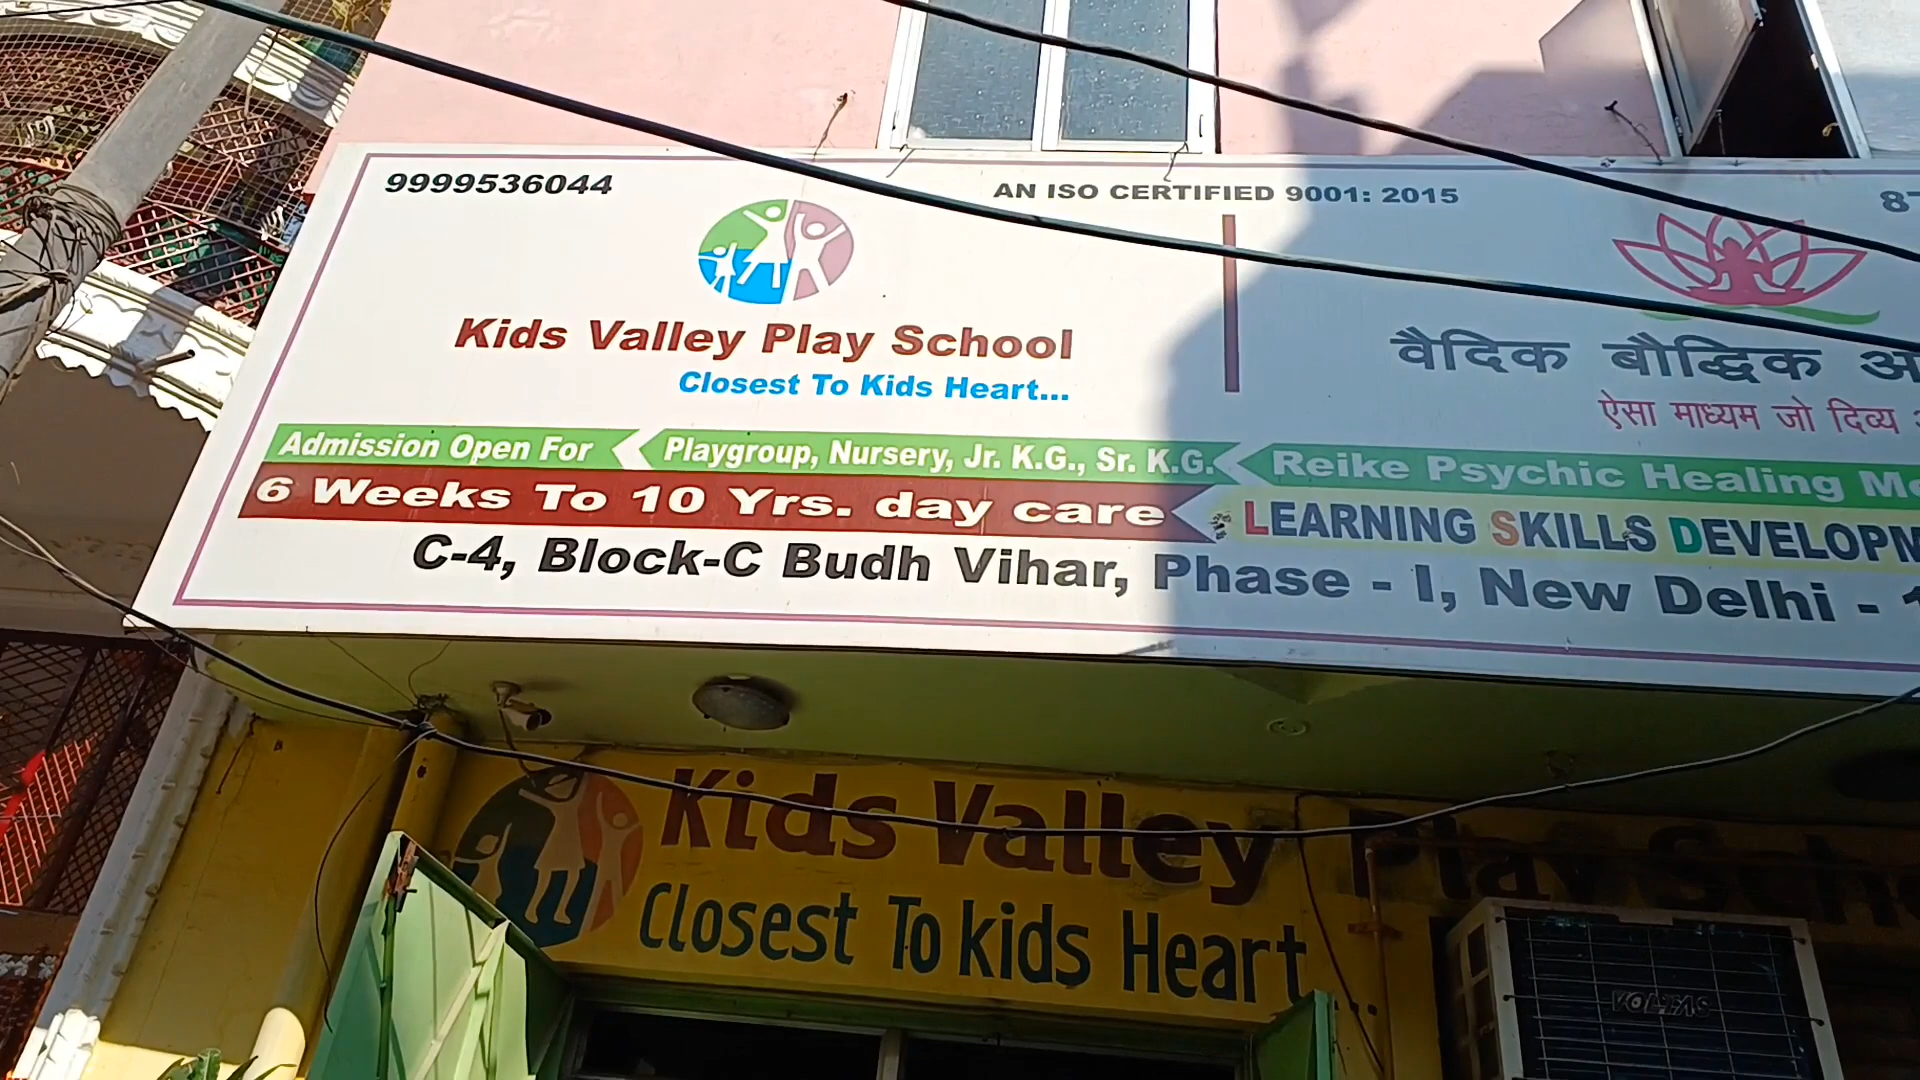 9999536044
AN ISO CERTIFIED 9001: 2015
Kids Valley Play School
Closest To Kids Heart...
वैदिक बौद्धिक
ऐसा माध्यम जो दिव्य
Admission Open For
Playgroup, Nursery, Jr. K.G., Sr. K.G.
Reike Psychic Healing
6 Weeks To 10 Yrs. day care
LEARNING SKILLS
C-4, Block-C Budh Vihar, Phase - I, New Delhi -
Kids Valley Play
Closest To kids Heart...
VOLTAS